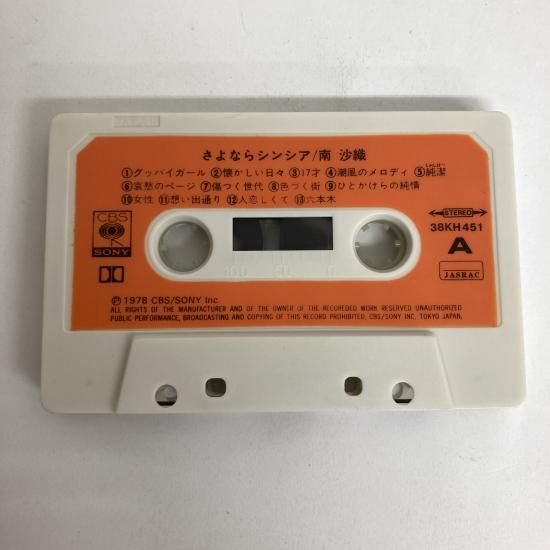 さよならシンシア/南 沙織
①グッバイガール ②懐かしい日々 ③17才 ④潮風のメロディ ⑤純潔
⑥哀愁のページ ⑦傷つく世代 ⑧色づく街 ⑨ひとかけらの純情
⑩女性 ⑪想い出通り ⑫人恋しくて ⑬六本木
CBS
SONY
STEREO
38KH451
A
JASRAC
100 50 0
Ⓟ 1978 CBS/SONY Inc.
ALL RIGHTS OF THE MANUFACTURER AND OF THE OWNER OF THE RECOREDED WORK RESERVED UNAUTHORIZED
PUBLIC PERFORMANCE, BROADCASTING AND COPYING OF THIS RECORD PROHIBITED. CBS/SONY INC. TOKYO JAPAN.